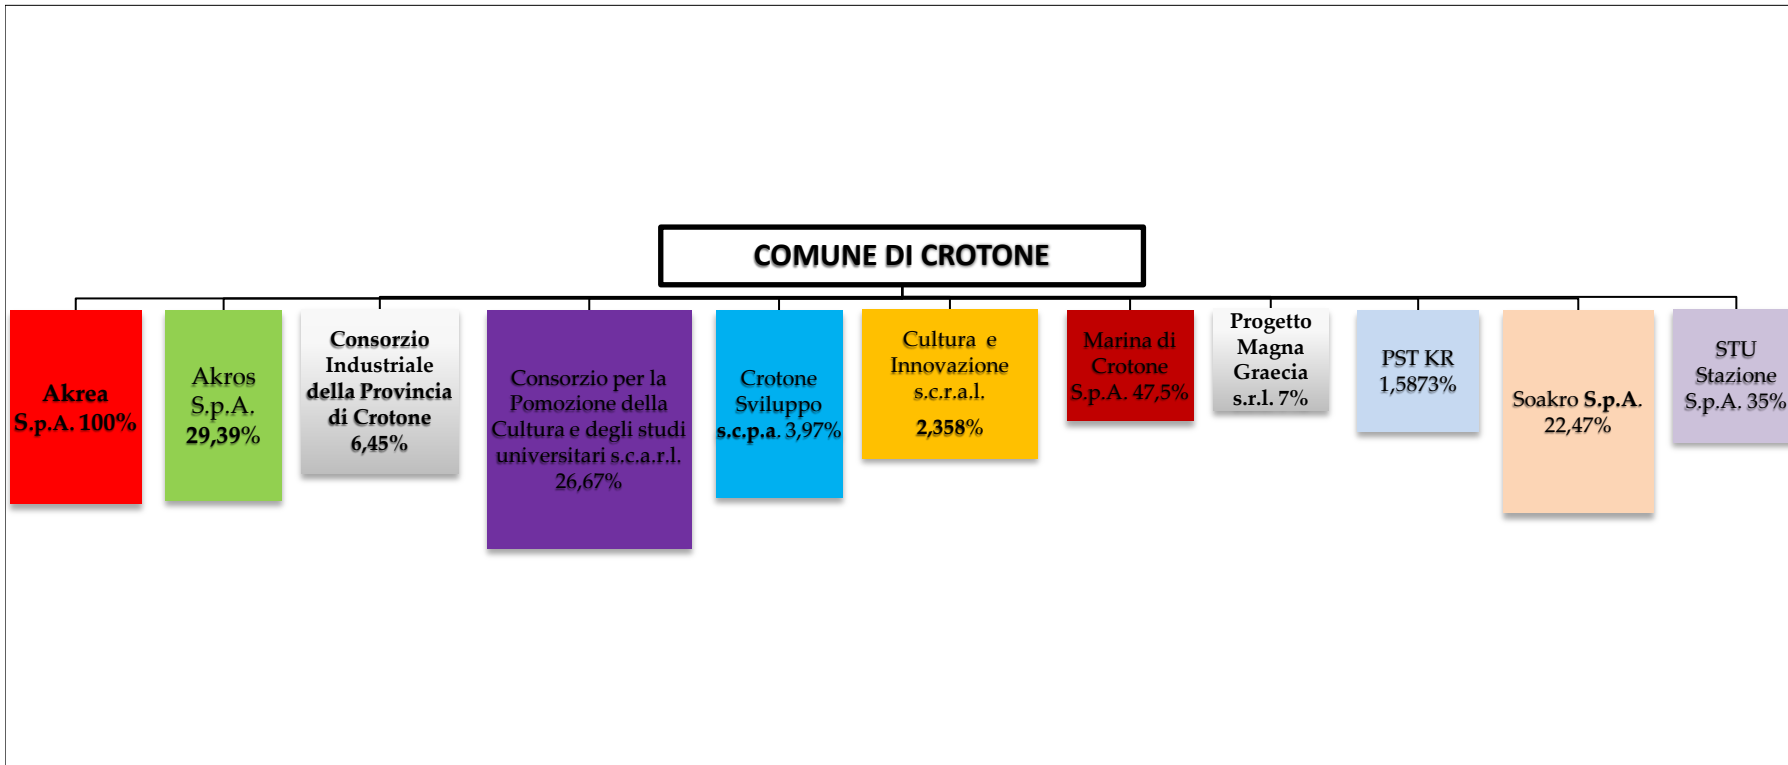 COMUNE DI CROTONE
Akrea
S.p.A. 100%
Akros
S.p.A.
29,39%
Consorzio
Industriale
della Provincia
di Crotone
6,45%
Consorzio per la
Pomozione della
Cultura e degli studi
universitari s.c.a.r.l.
26,67%
Crotone
Sviluppo
s.c.p.a. 3,97%
Cultura e
Innovazione
s.c.r.a.l.
2,358%
Marina di
Crotone
S.p.A. 47,5%
Progetto
Magna
Graecia
s.r.l. 7%
PST KR
1,5873%
Soakro S.p.A.
22,47%
STU
Stazione
S.p.A. 35%